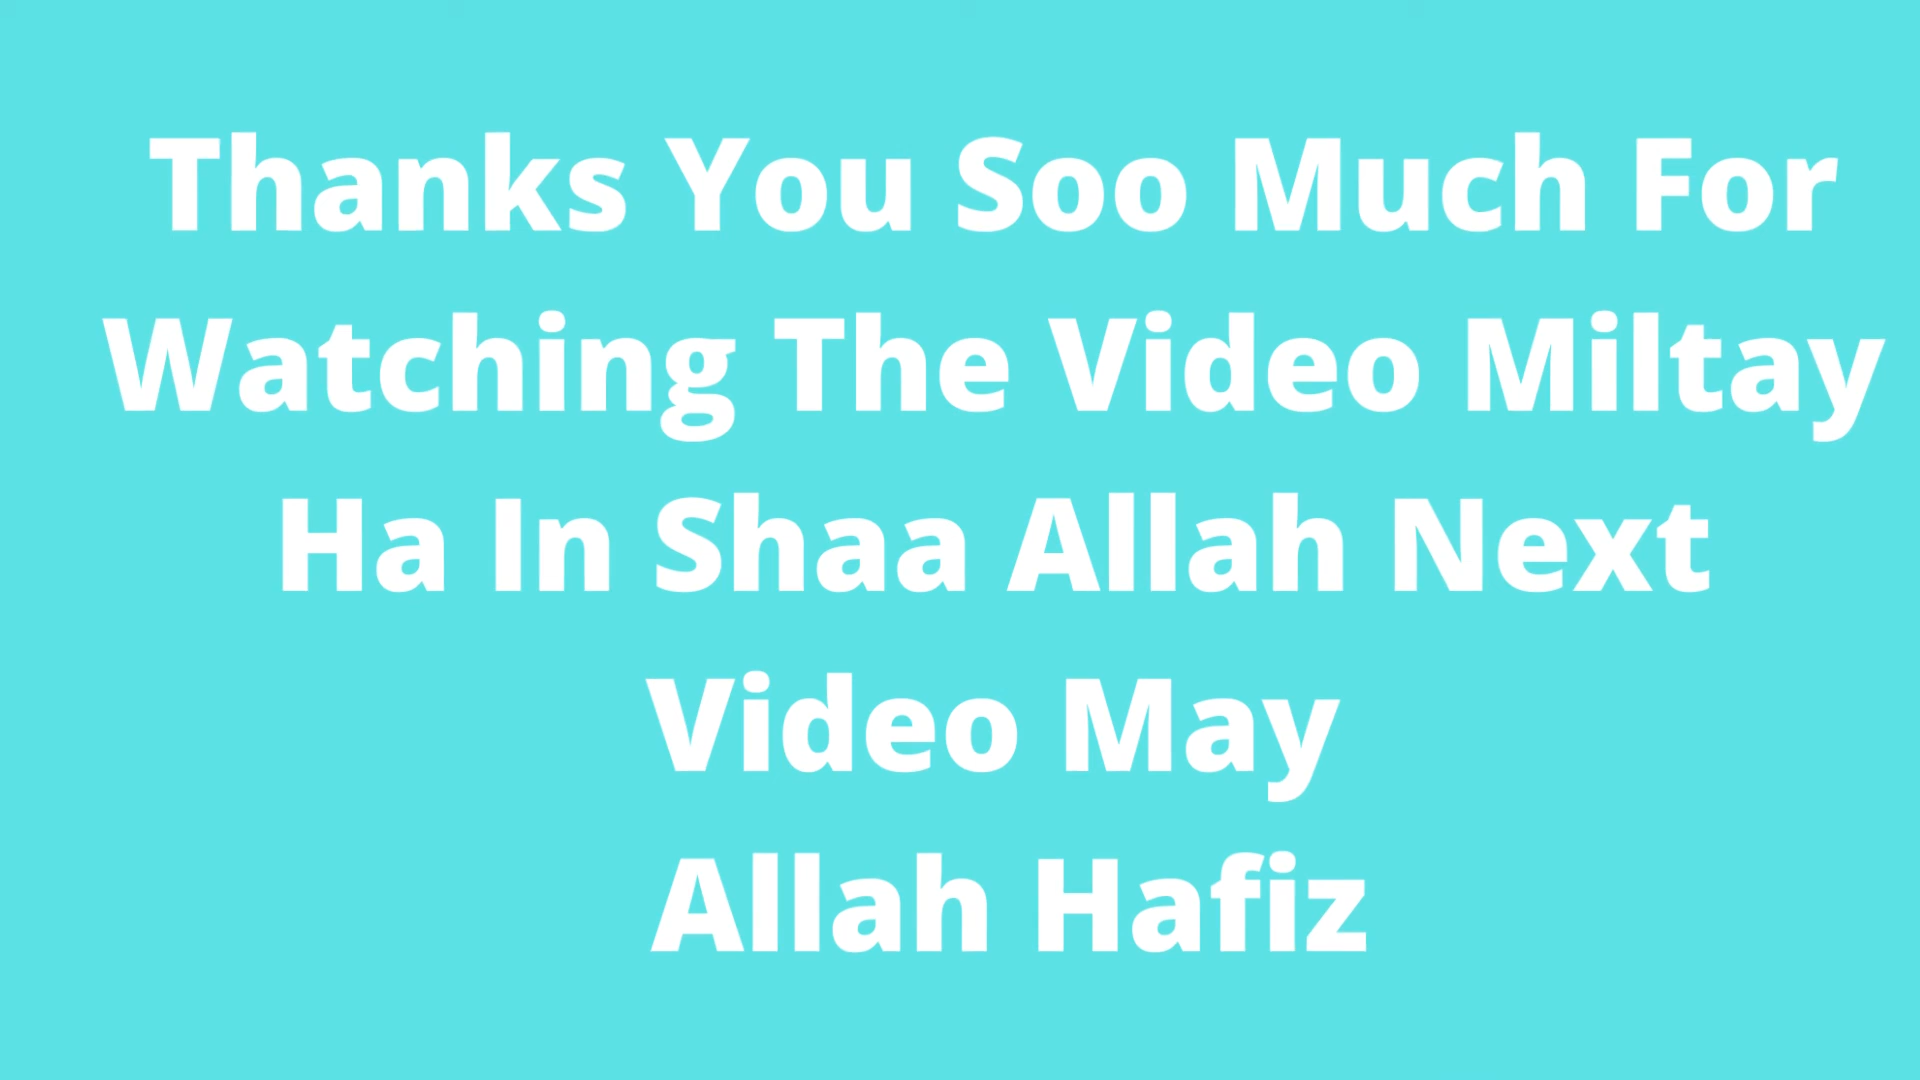 Thanks You Soo Much For
Watching The Video Miltay
Ha In Shaa Allah Next
Video May
Allah Hafiz